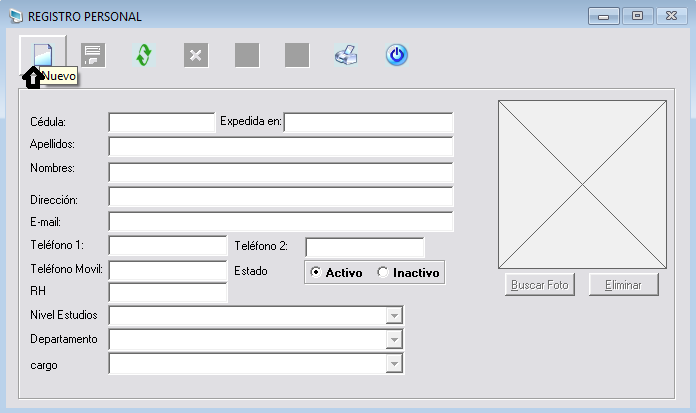 REGISTRO PERSONAL
Nuevo
Cédula:
Expedida en:
Apellidos:
Nombres:
Dirección:
E-mail:
Teléfono 1:
Teléfono 2:
Teléfono Movil:
Estado
Activo
Inactivo
RH
Nivel Estudios
Departamento
cargo
Buscar Foto
Eliminar